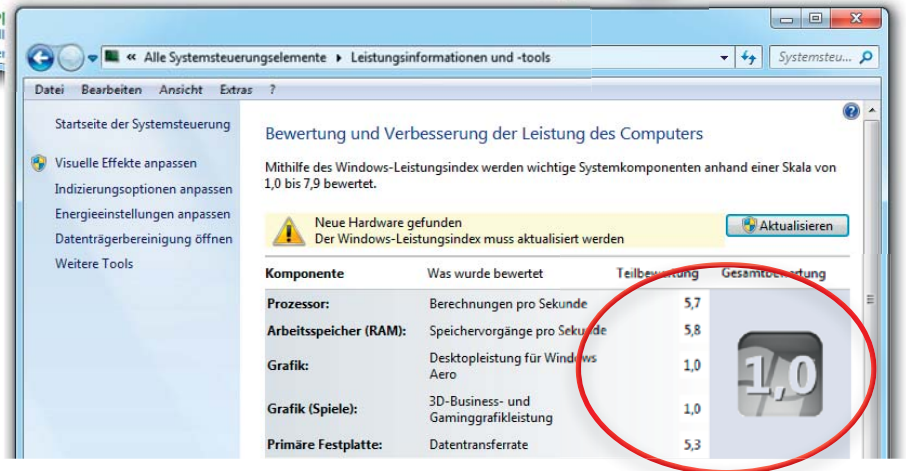 « Alle Systemsteuerungselemente ▸ Leistungsinformationen und -tools
Systemsteu...
Datei Bearbeiten Ansicht Extras ?
Startseite der Systemsteuerung
Visuelle Effekte anpassen
Indizierungsoptionen anpassen
Energieeinstellungen anpassen
Datenträgerbereinigung öffnen
Weitere Tools
Bewertung und Verbesserung der Leistung des Computers
Mithilfe des Windows-Leistungsindex werden wichtige Systemkomponenten anhand einer Skala von
1,0 bis 7,9 bewertet.
Neue Hardware gefunden
Der Windows-Leistungsindex muss aktualisiert werden
Aktualisieren
Komponente Was wurde bewertet Teilbewertung Gesamtbewertung
Prozessor: Berechnungen pro Sekunde 5,7
Arbeitsspeicher (RAM): Speichervorgänge pro Sekunde 5,8
Grafik: Desktopleistung für Windows
Aero 1,0
Grafik (Spiele): 3D-Business- und
Gaminggrafikleistung 1,0
Primäre Festplatte: Datentransferrate 5,3
1,0